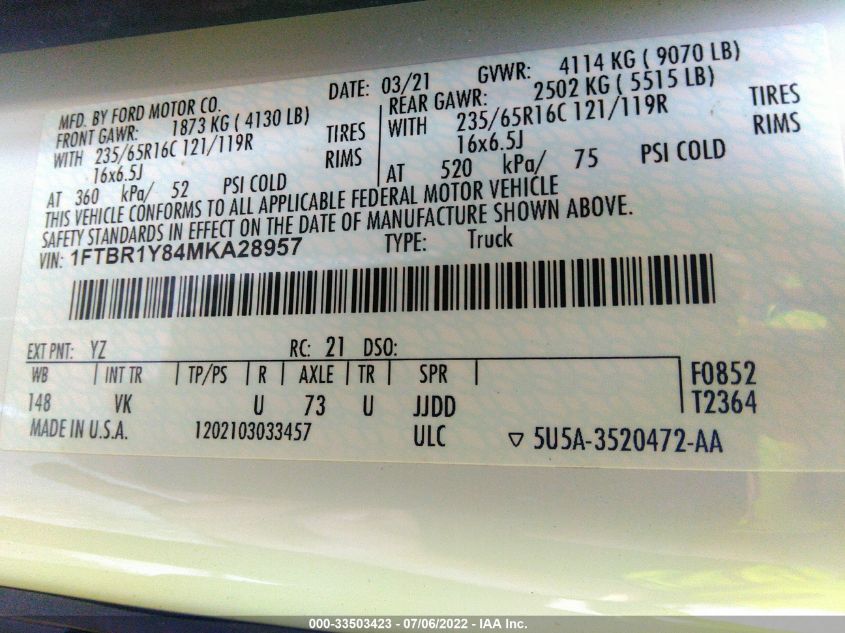 MFD. BY FORD MOTOR CO. DATE: 03/21 GVWR: 4114 KG ( 9070 LB)
FRONT GAWR: 1873 KG ( 4130 LB) REAR GAWR: 2502 KG ( 5515 LB)
WITH 235/65R16C 121/119R TIRES WITH 235/65R16C 121/119R TIRES
16x6.5J RIMS 16x6.5J RIMS
AT 360 kPa/ 52 PSI COLD AT 520 kPa/ 75 PSI COLD
THIS VEHICLE CONFORMS TO ALL APPLICABLE FEDERAL MOTOR VEHICLE
SAFETY STANDARDS IN EFFECT ON THE DATE OF MANUFACTURE SHOWN ABOVE.
VIN: 1FTBR1Y84MKA28957 TYPE: Truck
EXT PNT: YZ RC: 21 DSO:
WB INT TR TP/PS R AXLE TR SPR F0852
148 VK U 73 U JJDD T2364
MADE IN U.S.A. 1202103033457 ULC ▽ 5U5A-3520472-AA
000-33503423 - 07/06/2022 - IAA Inc.